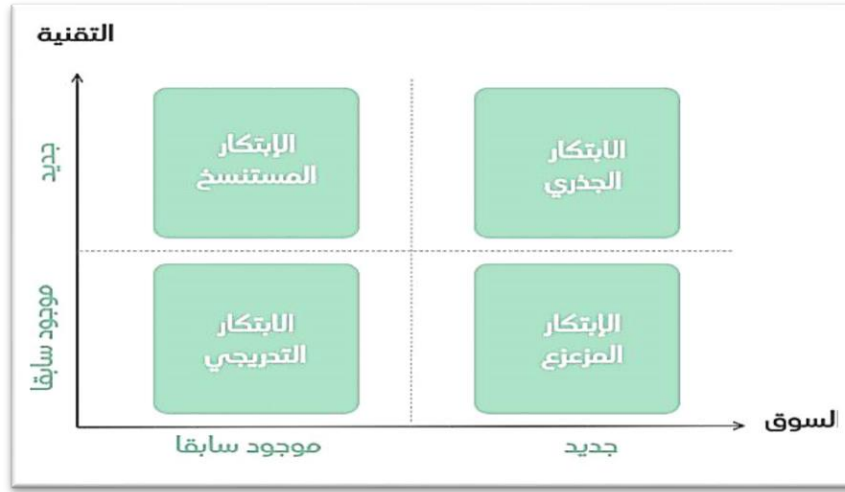 التقنية
جديد
الابتكار
الجذري
الإبتكار
المستنسخ
موجود سابقا
الإبتكار
المزعزع
الابتكار
التدريجي
السوق
جديد
موجود سابقا